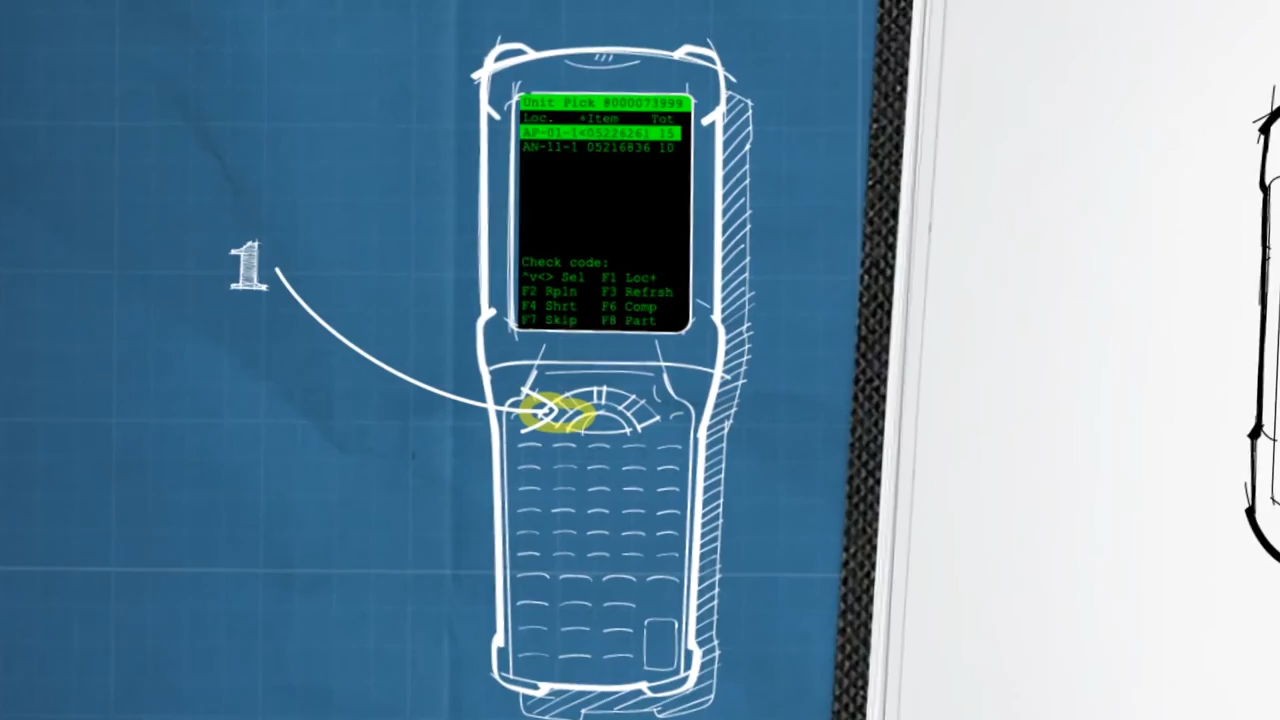 Unit Pick 8000073999
Loc. +Item Tot
AP-01-1<05226261 15
AN-11-1 05216836 10
Check code:
^v<> Sel F1 Loc+
F2 Rpln F3 Refrsh
F4 Shrt F6 Comp
F7 Skip F8 Part
1